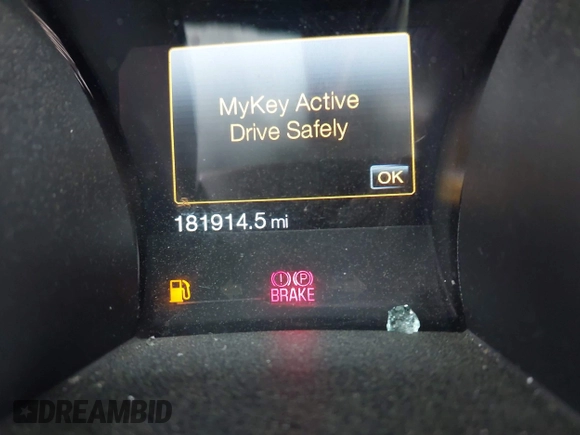 MyKey Active
Drive Safely
OK
181914.5 mi
(!) (P)
BRAKE
DREAMBID